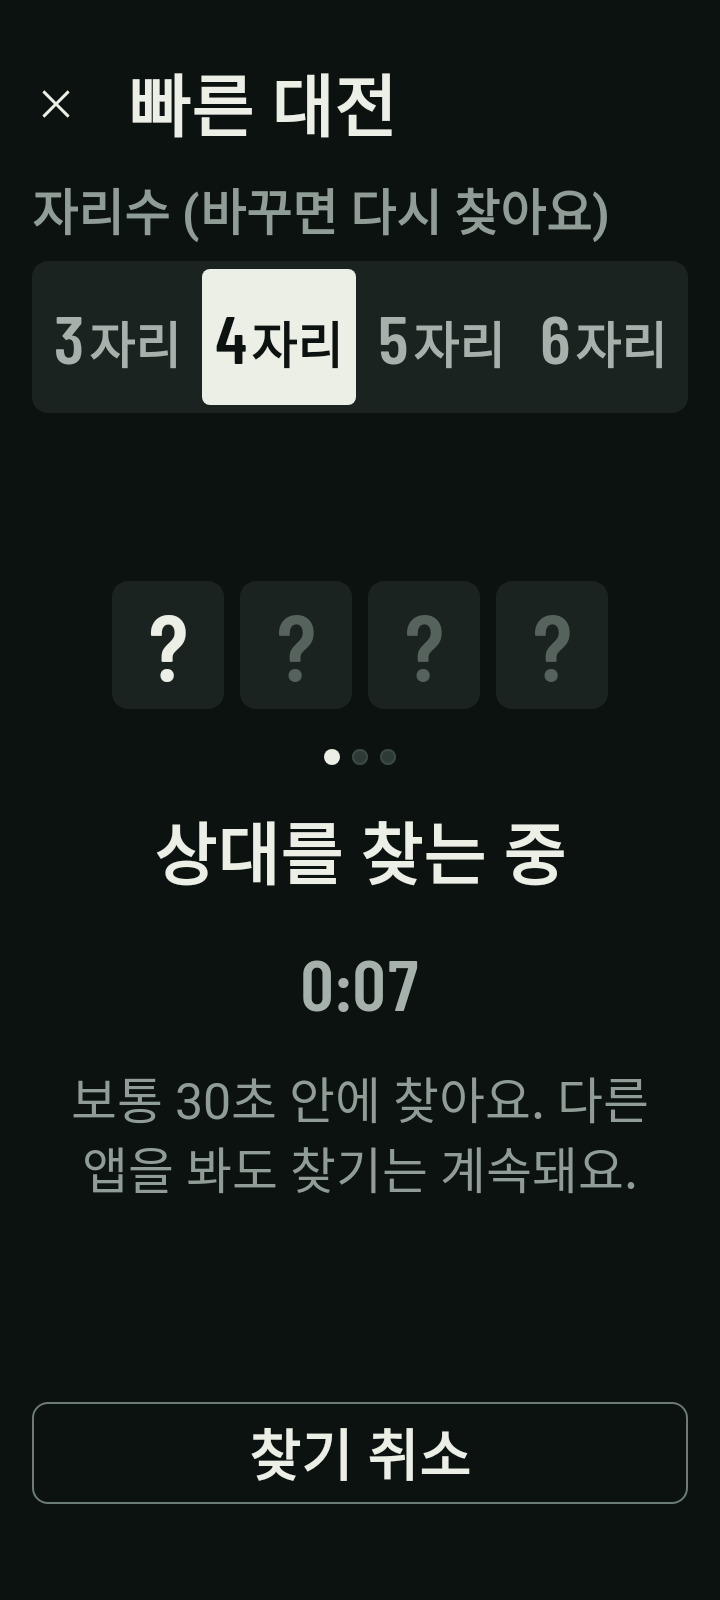 빠른 대전
자리수 (바꾸면 다시 찾아요)
3자리 4자리 5자리 6자리
? ? ? ?
상대를 찾는 중
0:07
보통 30초 안에 찾아요. 다른
앱을 봐도 찾기는 계속돼요.
찾기 취소